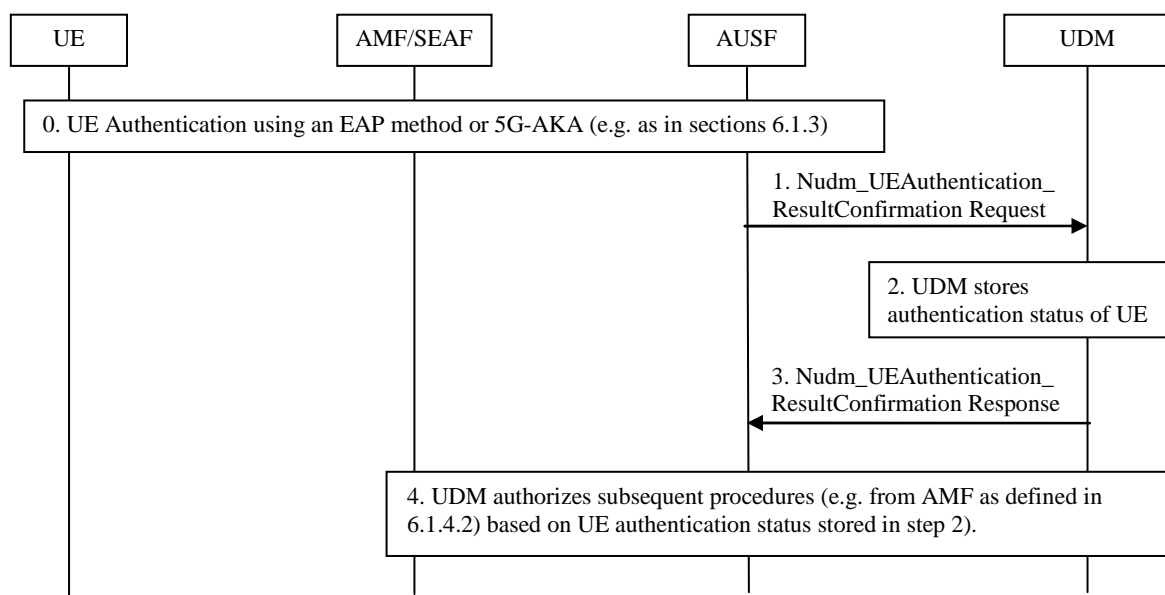 UE
AMF/SEAF
AUSF
UDM
0. UE Authentication using an EAP method or 5G-AKA (e.g. as in sections 6.1.3)
1. Nudm_UEAuthentication_
ResultConfirmation Request
2. UDM stores
authentication status of UE
3. Nudm_UEAuthentication_
ResultConfirmation Response
4. UDM authorizes subsequent procedures (e.g. from AMF as defined in
6.1.4.2) based on UE authentication status stored in step 2).